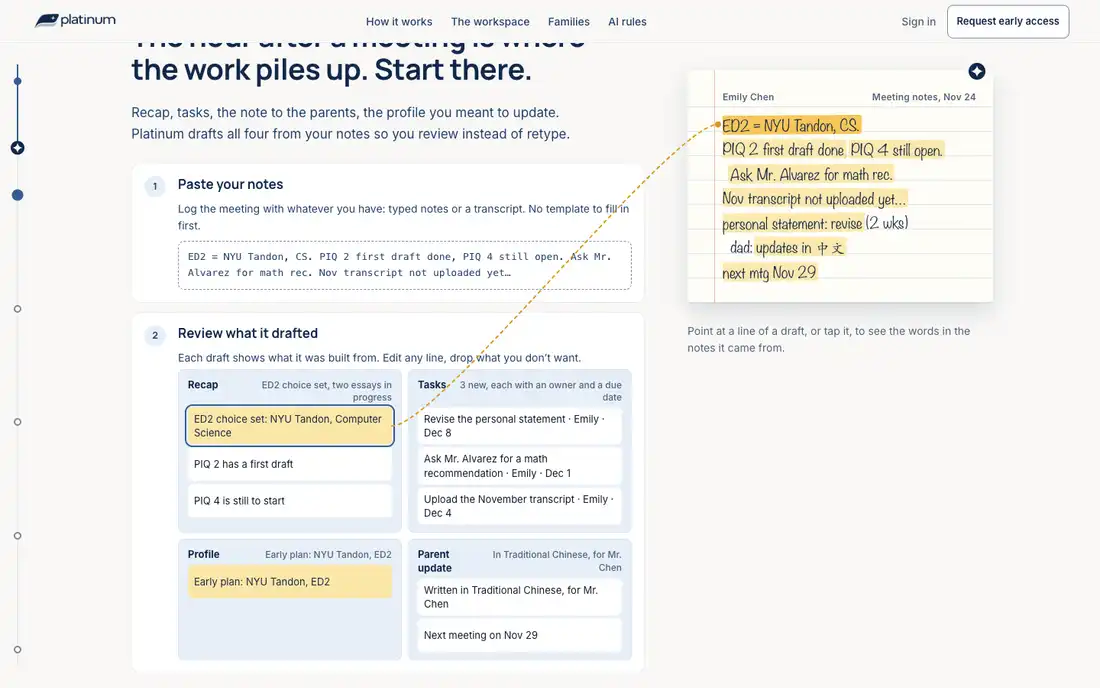 platinum
How it works
The workspace
Families
AI rules
Sign in
Request early access
The hour after a meeting is where
the work piles up. Start there.
Recap, tasks, the note to the parents, the profile you meant to update.
Platinum drafts all four from your notes so you review instead of retype.
1
Paste your notes
Log the meeting with whatever you have: typed notes or a transcript. No template to fill in
first.
ED2 = NYU Tandon, CS. PIQ 2 first draft done, PIQ 4 still open. Ask Mr.
Alvarez for math rec. Nov transcript not uploaded yet…
2
Review what it drafted
Each draft shows what it was built from. Edit any line, drop what you don’t want.
Recap
ED2 choice set, two essays in
progress
ED2 choice set: NYU Tandon, Computer
Science
PIQ 2 has a first draft
PIQ 4 is still to start
Tasks
3 new, each with an owner and a due
date
Revise the personal statement · Emily ·
Dec 8
Ask Mr. Alvarez for a math
recommendation · Emily · Dec 1
Upload the November transcript · Emily ·
Dec 4
Profile
Early plan: NYU Tandon, ED2
Early plan: NYU Tandon, ED2
Parent
update
In Traditional Chinese, for Mr.
Chen
Written in Traditional Chinese, for Mr.
Chen
Next meeting on Nov 29
Emily Chen
Meeting notes, Nov 24
ED2 = NYU Tandon, CS.
PIQ 2 first draft done, PIQ 4 still open.
Ask Mr. Alvarez for math rec.
Nov transcript not uploaded yet…
personal statement: revise (2 wks)
dad: updates in 中文
next mtg Nov 29
Point at a line of a draft, or tap it, to see the words in the
notes it came from.